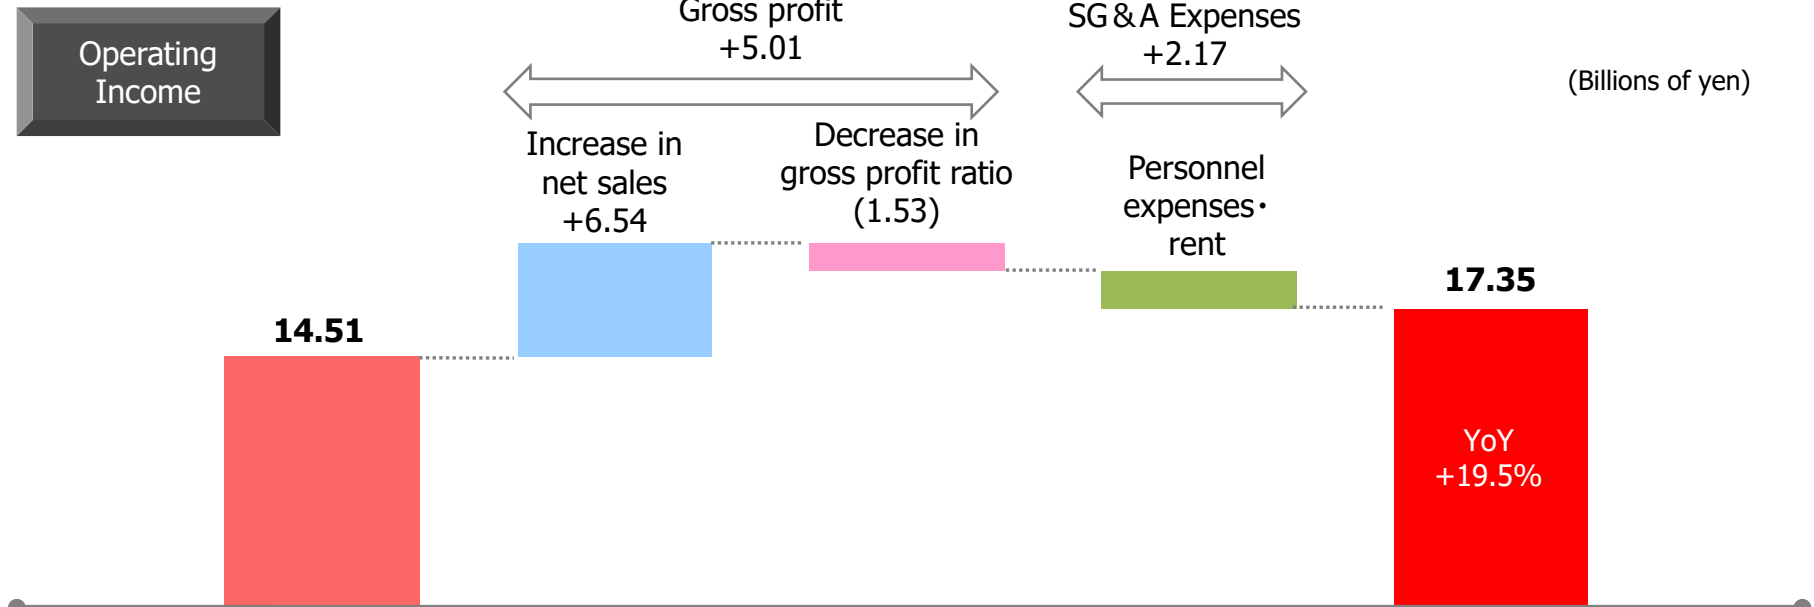 Operating
Income
Gross profit
+5.01
SG&A Expenses
+2.17
(Billions of yen)
Increase in
net sales
+6.54
Decrease in
gross profit ratio
(1.53)
Personnel
expenses・
rent
14.51
17.35
YoY
+19.5%